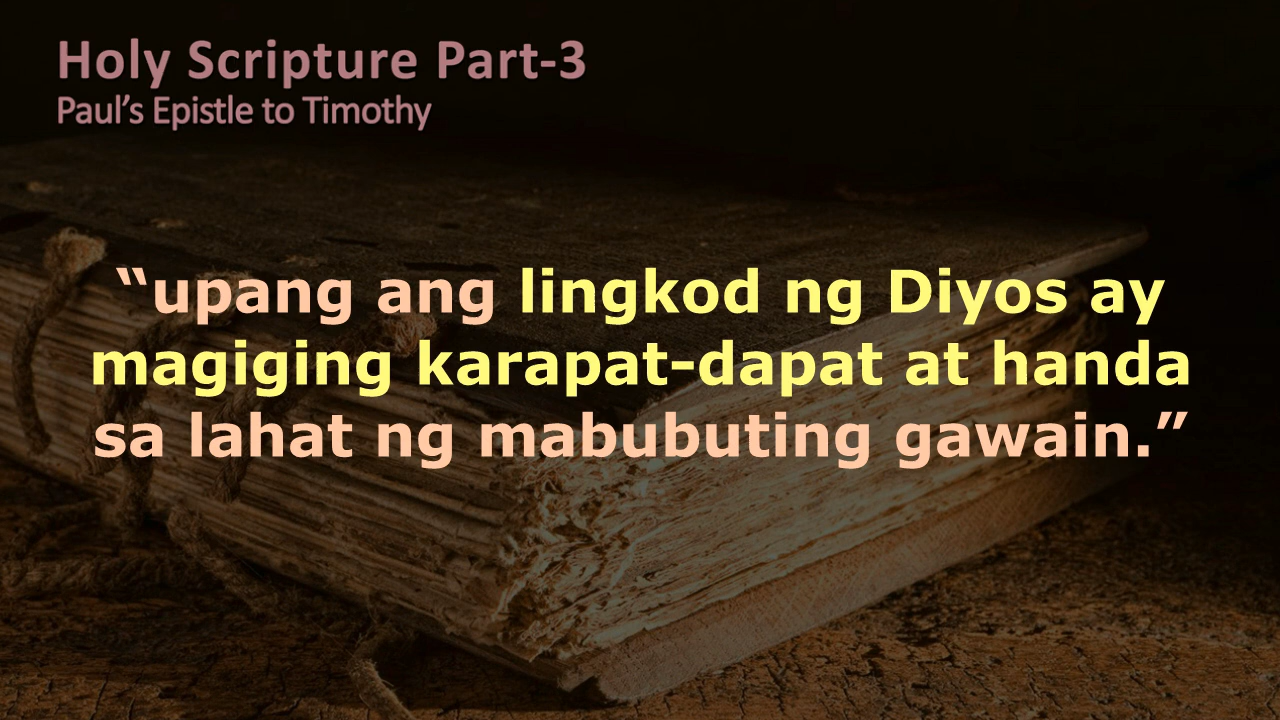 Holy Scripture Part-3
Paul’s Epistle to Timothy
“upang ang lingkod ng Diyos ay
magiging karapat-dapat at handa
sa lahat ng mabubuting gawain.”